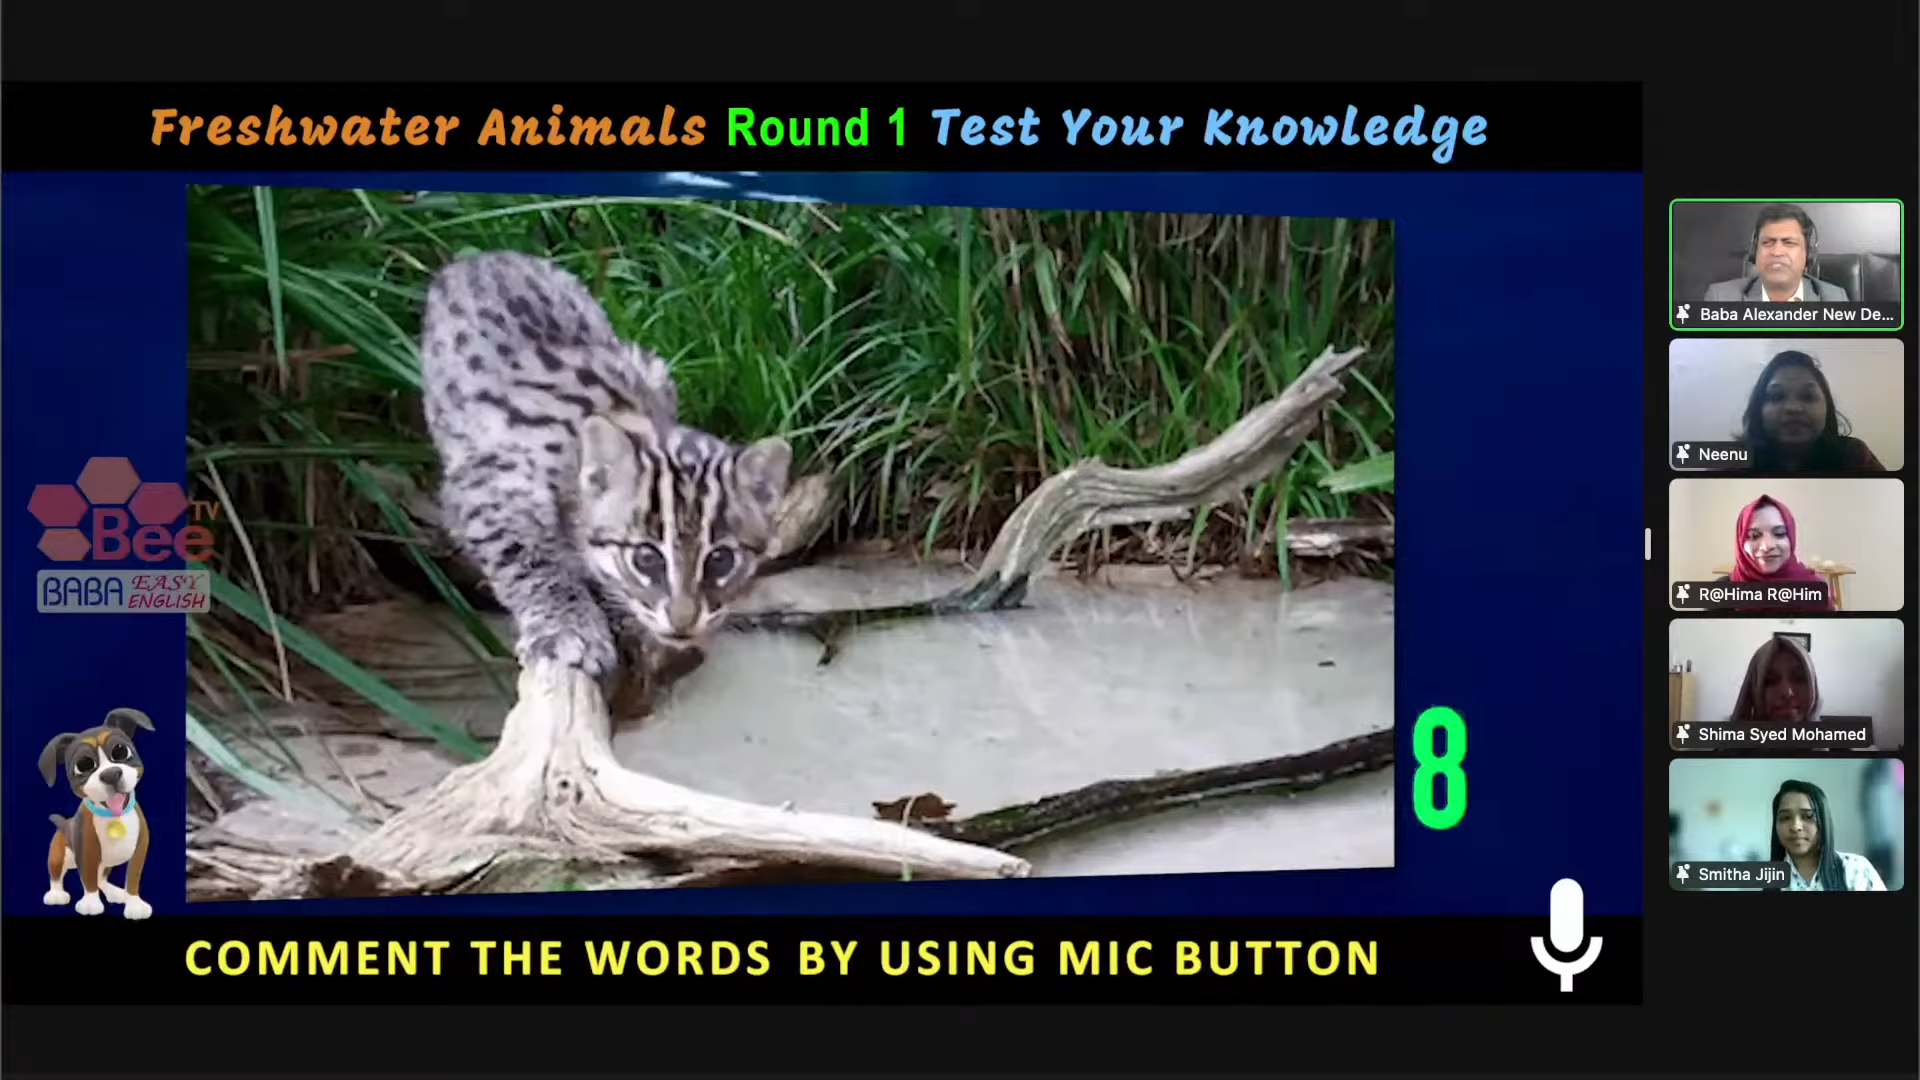 Freshwater Animals Round 1 Test Your Knowledge
Bee TV
BABA EASY ENGLISH
8
COMMENT THE WORDS BY USING MIC BUTTON
Baba Alexander New De...
Neenu
R@Hima R@Him
Shima Syed Mohamed
Smitha Jijin